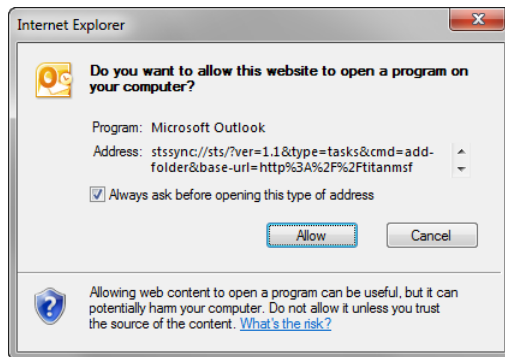 Internet Explorer
Do you want to allow this website to open a program on
your computer?
Program: Microsoft Outlook
Address: stssync://sts/?ver=1.1&type=tasks&cmd=add-
folder&base-url=http%3A%2F%2Ftitanmsf
Always ask before opening this type of address
Allow Cancel
Allowing web content to open a program can be useful, but it can
potentially harm your computer. Do not allow it unless you trust
the source of the content. What's the risk?